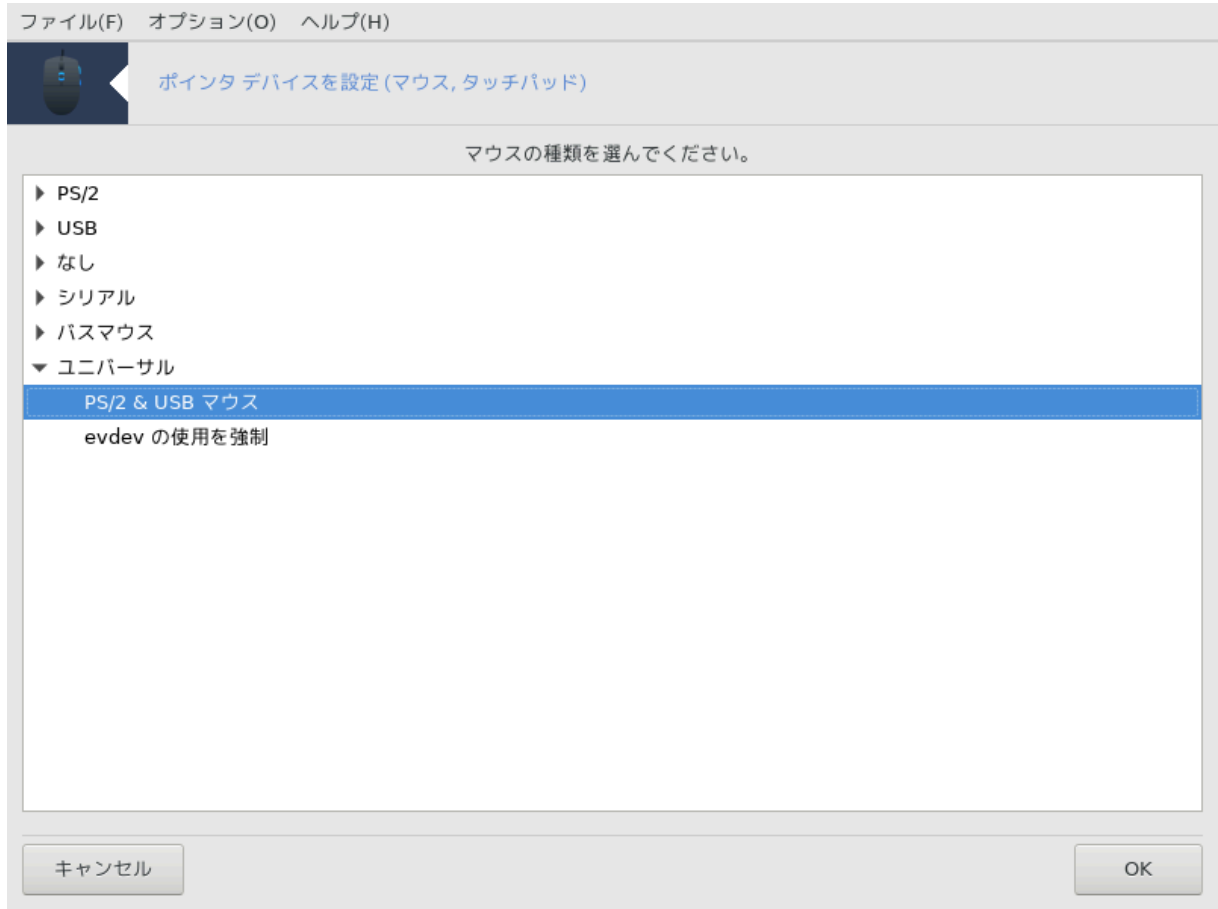 ファイル(F) オプション(O) ヘルプ(H)
ポインタ デバイスを設定 (マウス, タッチパッド)
マウスの種類を選んでください。
PS/2
USB
なし
シリアル
バスマウス
ユニバーサル
PS/2 & USB マウス
evdev の使用を強制
キャンセル OK